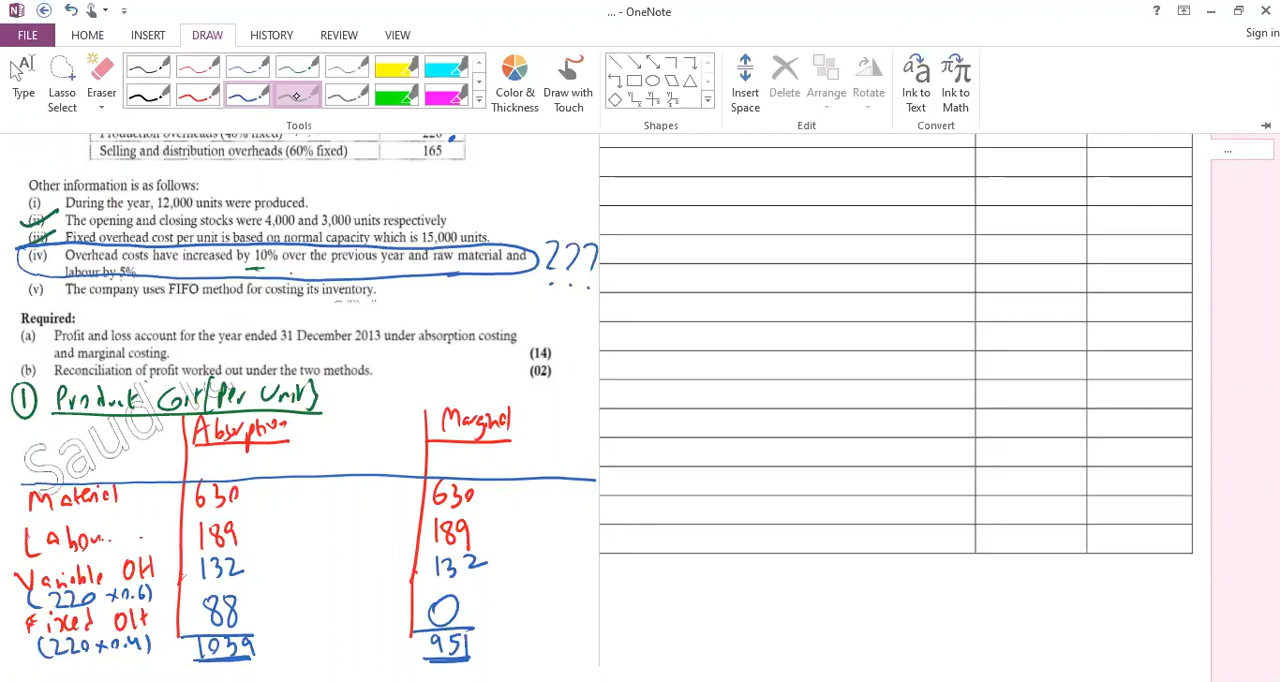 ... - OneNote
Sign in
FILE HOME INSERT DRAW HISTORY REVIEW VIEW
Type
Lasso Select
Eraser
Color & Thickness
Draw with Touch
Insert Space
Delete
Arrange
Rotate
Ink to Text
Ink to Math
Tools
Shapes
Edit
Convert
...
Production overheads (40% fixed) 220
Selling and distribution overheads (60% fixed) 165
Other information is as follows:
(i) During the year, 12,000 units were produced.
(ii) The opening and closing stocks were 4,000 and 3,000 units respectively
(iii) Fixed overhead cost per unit is based on normal capacity which is 15,000 units.
(iv) Overhead costs have increased by 10% over the previous year and raw material and
labour by 5%.
???
(v) The company uses FIFO method for costing its inventory.
Required:
(a) Profit and loss account for the year ended 31 December 2013 under absorption costing
and marginal costing. (14)
(b) Reconciliation of profit worked out under the two methods. (02)
① Product Cost (Per Unit)
Absorption Marginal
Material 630 630
Labour 189 189
Variable OH 132 132
(220 x 0.6)
Fixed OH 88 0
(220 x 0.4) 1039 951